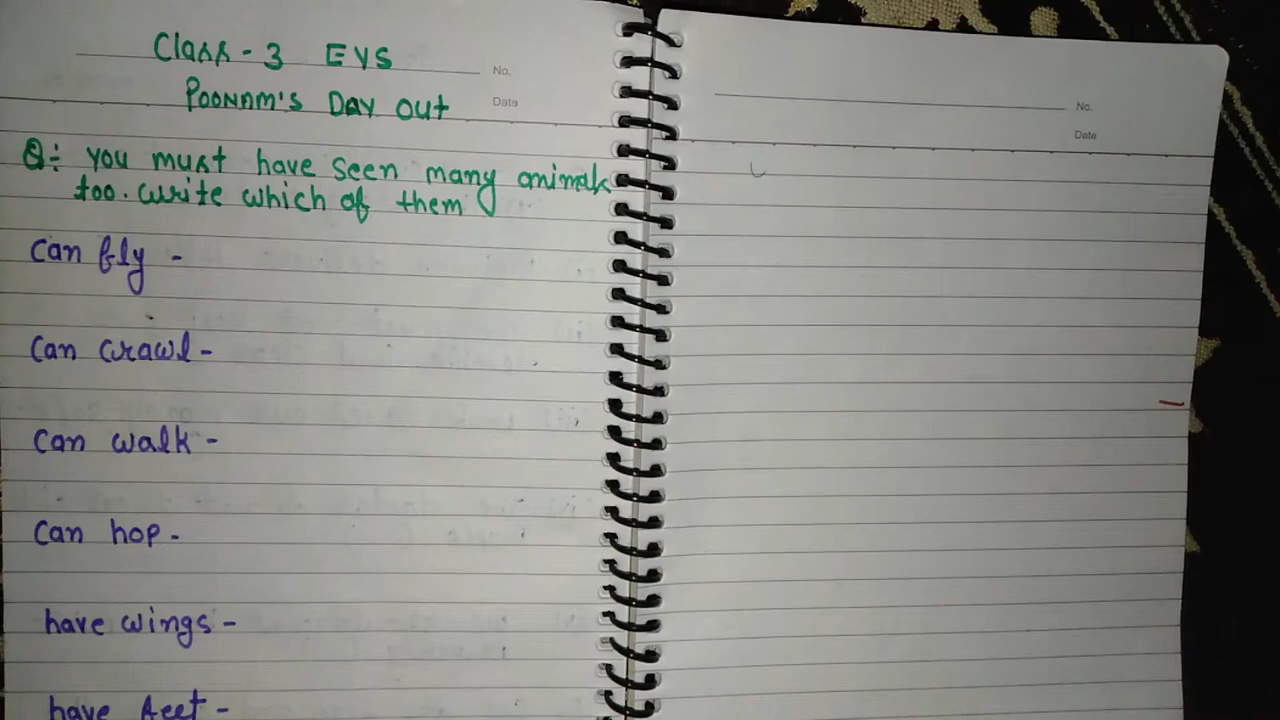 Class - 3 EVS
No.
POONAM'S DAY OUT
Date
Q:- You must have seen many animals
too. write which of them
Can fly -
Can crawl -
Can walk -
Can hop -
have wings -
have feet -
No.
Date